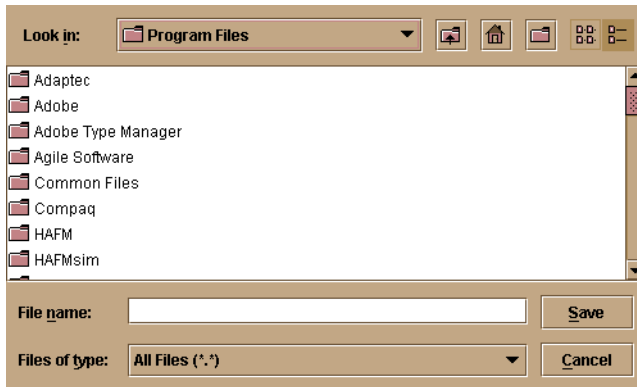 Look in: Program Files
Adaptec
Adobe
Adobe Type Manager
Agile Software
Common Files
Compaq
HAFM
HAFMsim
File name: Save
Files of type: All Files (*.*) Cancel